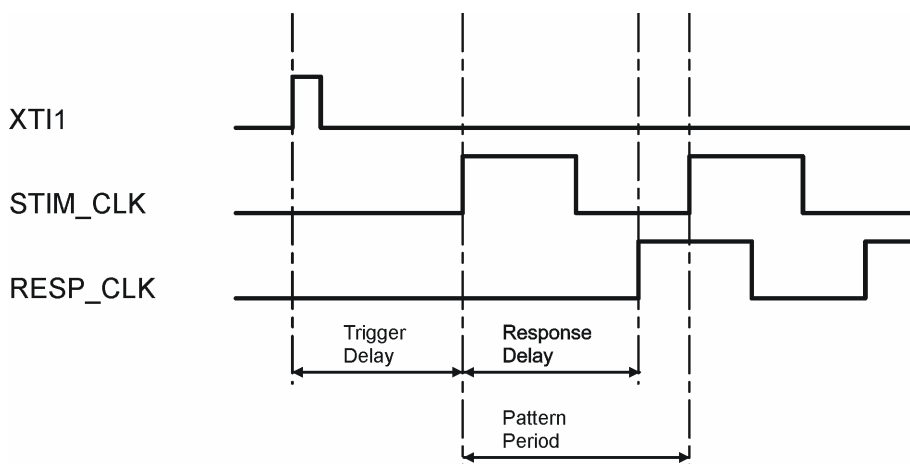 XTI1
STIM_CLK
RESP_CLK
Trigger
Delay
Response
Delay
Pattern
Period